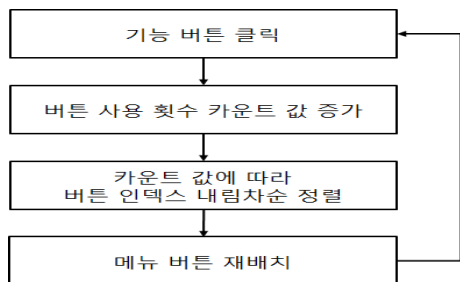 기능 버튼 클릭
버튼 사용 횟수 카운트 값 증가
카운트 값에 따라
버튼 인덱스 내림차순 정렬
메뉴 버튼 재배치